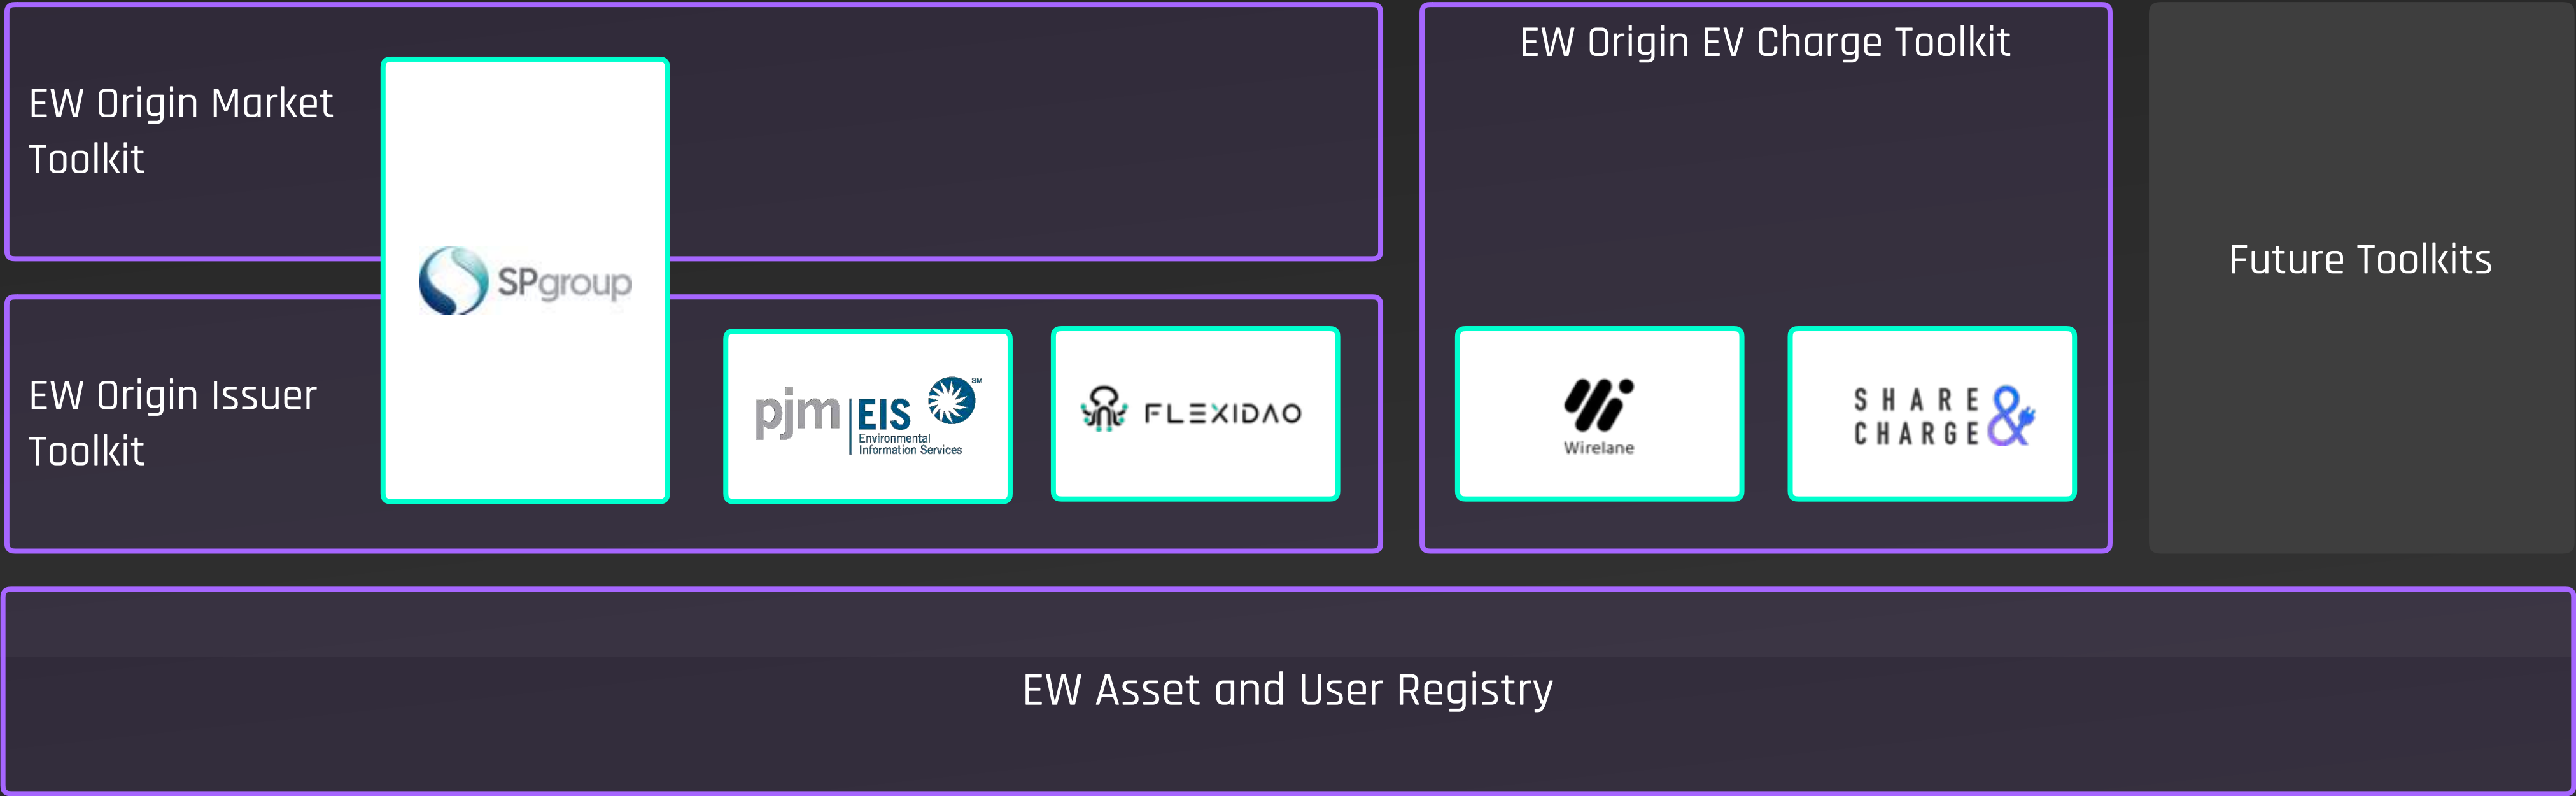 EW Origin Market
Toolkit
SPgroup
EW Origin Issuer
Toolkit
pjm EIS SM
Environmental
Information Services
FLEXIDAO
EW Origin EV Charge Toolkit
Wirelane
SHARE
CHARGE &
Future Toolkits
EW Asset and User Registry